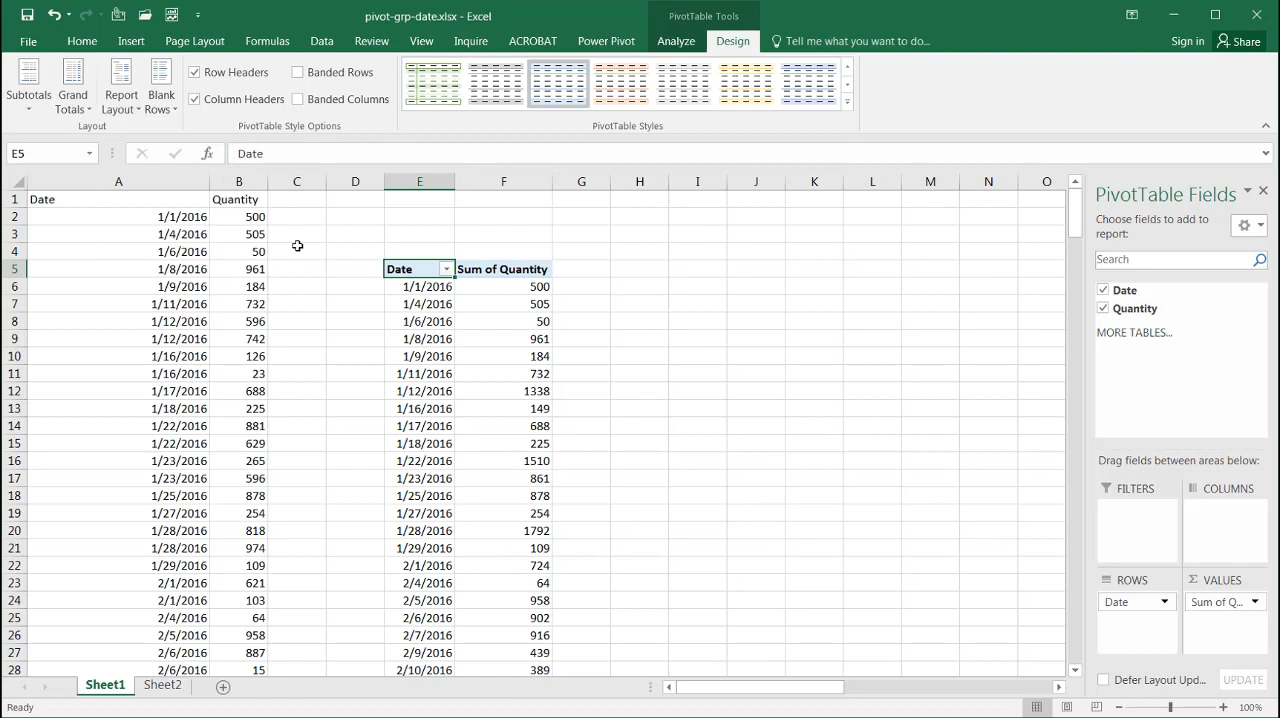 pivot-grp-date.xlsx - Excel
PivotTable Tools
File Home Insert Page Layout Formulas Data Review View Inquire ACROBAT Power Pivot Analyze Design Tell me what you want to do... Sign in Share
Subtotals
Grand Totals
Report Layout
Blank Rows
Row Headers Banded Rows
Column Headers Banded Columns
Layout PivotTable Style Options PivotTable Styles
E5 fx Date
A B C D E F G H I J K L M N O
1 Date Quantity
2 1/1/2016 500
3 1/4/2016 505
4 1/6/2016 50
5 1/8/2016 961 Date Sum of Quantity
6 1/9/2016 184 1/1/2016 500
7 1/11/2016 732 1/4/2016 505
8 1/12/2016 596 1/6/2016 50
9 1/12/2016 742 1/8/2016 961
10 1/16/2016 126 1/9/2016 184
11 1/16/2016 23 1/11/2016 732
12 1/17/2016 688 1/12/2016 1338
13 1/18/2016 225 1/16/2016 149
14 1/22/2016 881 1/17/2016 688
15 1/22/2016 629 1/18/2016 225
16 1/23/2016 265 1/22/2016 1510
17 1/23/2016 596 1/23/2016 861
18 1/25/2016 878 1/25/2016 878
19 1/27/2016 254 1/27/2016 254
20 1/28/2016 818 1/28/2016 1792
21 1/28/2016 974 1/29/2016 109
22 1/29/2016 109 2/1/2016 724
23 2/1/2016 621 2/4/2016 64
24 2/1/2016 103 2/5/2016 958
25 2/4/2016 64 2/6/2016 902
26 2/5/2016 958 2/7/2016 916
27 2/6/2016 887 2/9/2016 439
28 2/6/2016 15 2/10/2016 389
PivotTable Fields
Choose fields to add to
report:
Search
Date
Quantity
MORE TABLES...
Drag fields between areas below:
FILTERS COLUMNS
ROWS Σ VALUES
Date Sum of Q...
Defer Layout Upd... UPDATE
Sheet1 Sheet2
Ready 100%